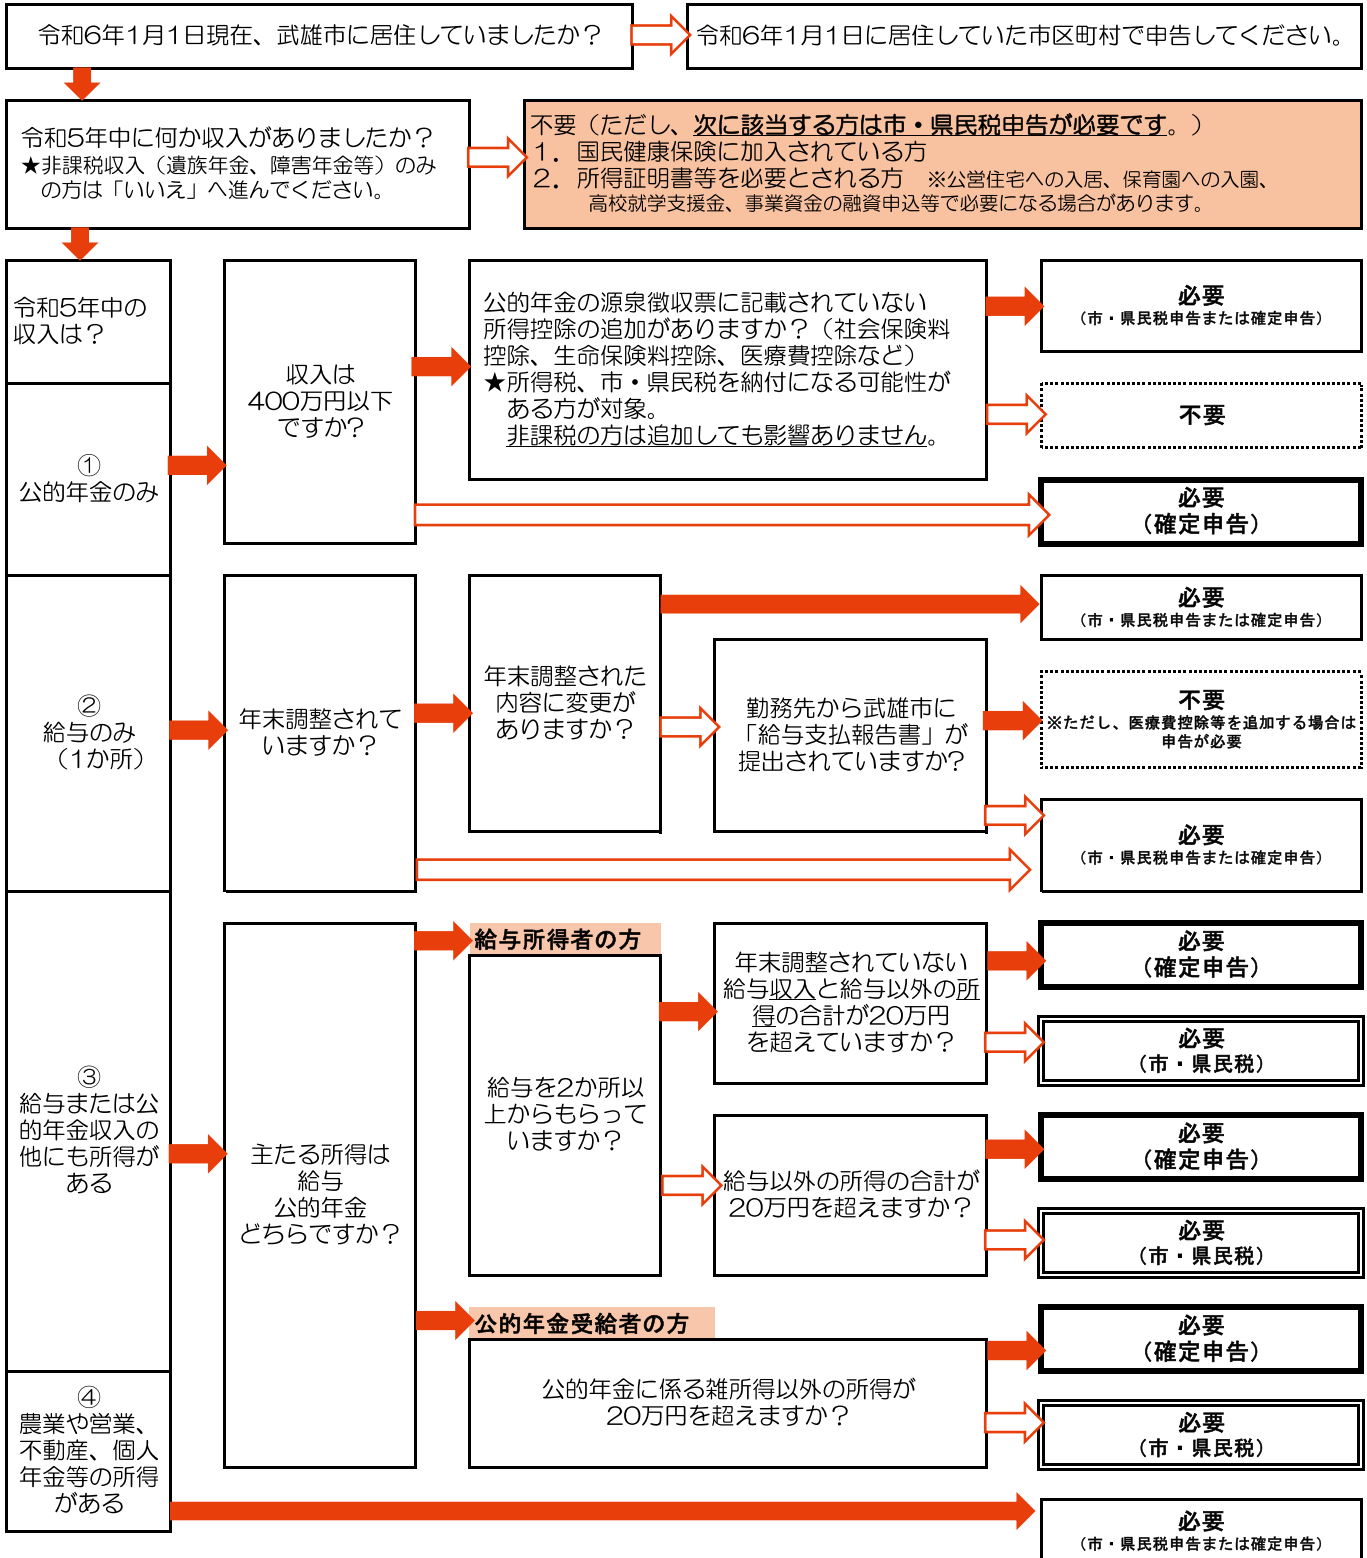 令和6年1月1日現在、武雄市に居住していましたか？
令和6年1月1日に居住していた市区町村で申告してください。
令和5年中に何か収入がありましたか？
★非課税収入（遺族年金、障害年金等）のみ
の方は「いいえ」へ進んでください。
不要（ただし、次に該当する方は市・県民税申告が必要です。）
１．国民健康保険に加入されている方
２．所得証明書等を必要とされる方　※公営住宅への入居、保育園への入園、
高校就学支援金、事業資金の融資申込等で必要になる場合があります。
令和5年中の
収入は？
①
公的年金のみ
収入は
400万円以下
ですか?
公的年金の源泉徴収票に記載されていない
所得控除の追加がありますか？（社会保険料
控除、生命保険料控除、医療費控除など）
★所得税、市・県民税を納付になる可能性が
ある方が対象。
非課税の方は追加しても影響ありません。
必要
（市・県民税申告または確定申告）
不要
必要
（確定申告）
②
給与のみ
（1か所）
年末調整されて
いますか？
年末調整された
内容に変更が
ありますか？
勤務先から武雄市に
「給与支払報告書」が
提出されていますか?
必要
（市・県民税申告または確定申告）
不要
※ただし、医療費控除等を追加する場合は
申告が必要
必要
（市・県民税申告または確定申告）
③
給与または公
的年金収入の
他にも所得が
ある
主たる所得は
給与
公的年金
どちらですか？
給与所得者の方
給与を2か所以
上からもらって
いますか？
年末調整されていない
給与収入と給与以外の所
得の合計が20万円
を超えていますか？
必要
（確定申告）
必要
（市・県民税）
給与以外の所得の合計が
20万円を超えますか？
必要
（確定申告）
必要
（市・県民税）
公的年金受給者の方
公的年金に係る雑所得以外の所得が
20万円を超えますか？
必要
（確定申告）
必要
（市・県民税）
④
農業や営業、
不動産、個人
年金等の所得
がある
必要
（市・県民税申告または確定申告）